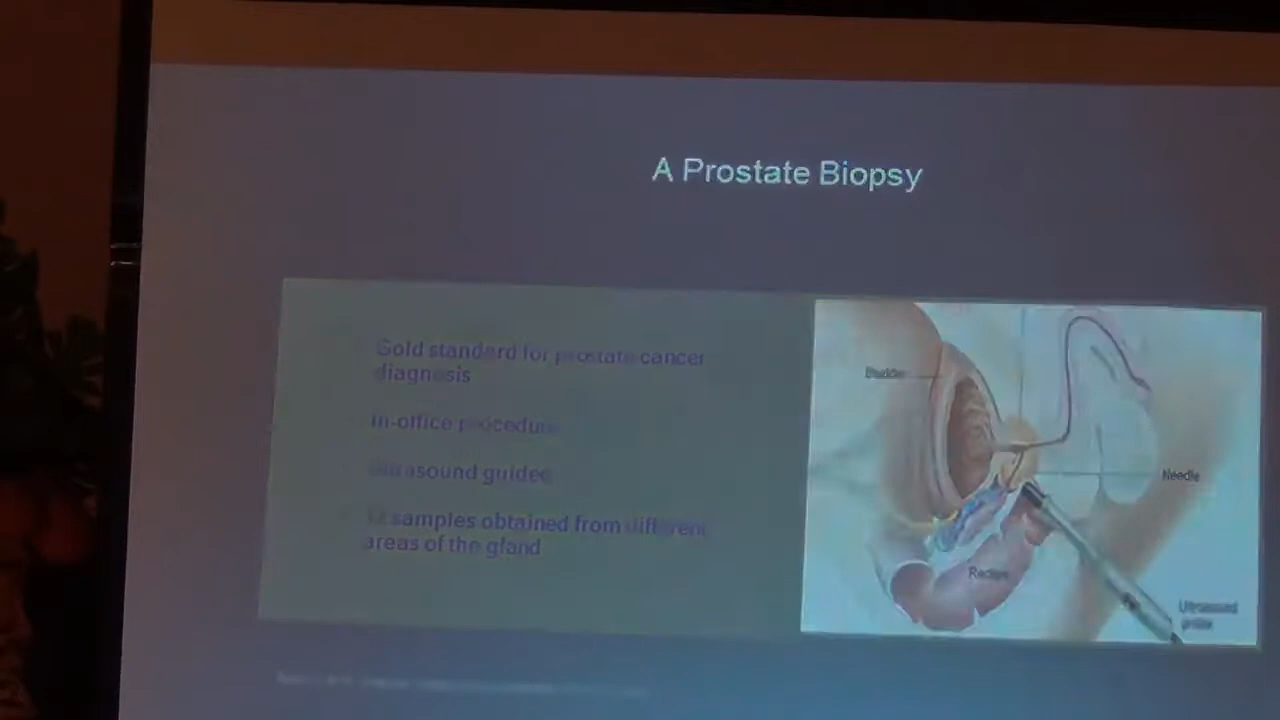 A Prostate Biopsy
Gold standard for prostate cancer
diagnosis
In-office procedure
Ultrasound guided
12 samples obtained from different
areas of the gland
Bladder
Needle
Rectum
Ultrasound
probe